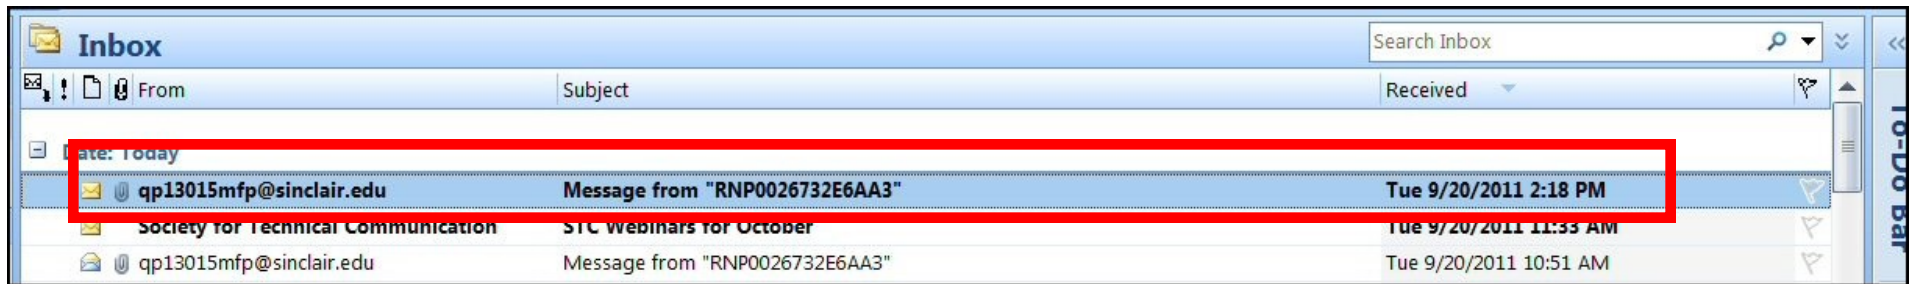 Inbox
Search Inbox
From Subject Received
Date: Today
qp13015mfp@sinclair.edu Message from "RNP0026732E6AA3" Tue 9/20/2011 2:18 PM
Society for Technical Communication STC Webinars for October Tue 9/20/2011 11:33 AM
qp13015mfp@sinclair.edu Message from "RNP0026732E6AA3" Tue 9/20/2011 10:51 AM
To-Do Bar